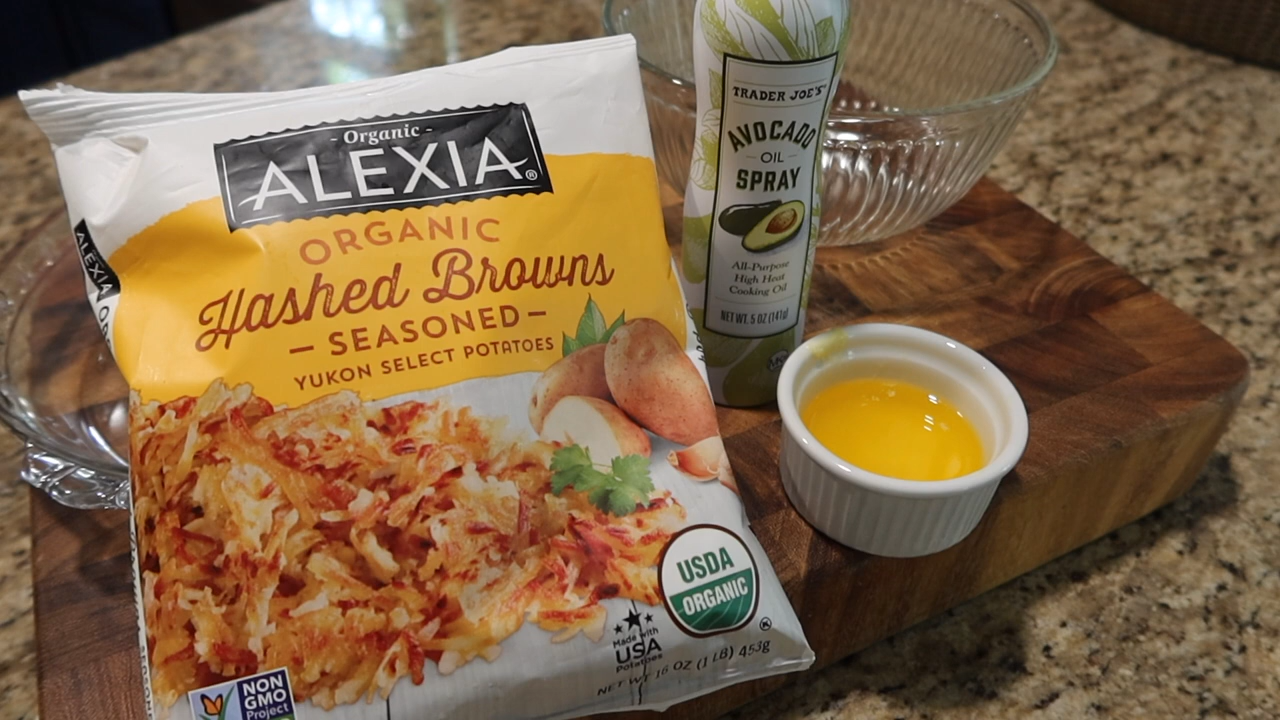 - Organic -
ALEXIA®
ORGANIC
Hashed Browns
– SEASONED –
YUKON SELECT POTATOES
USDA
ORGANIC
K
Made with
USA
Potatoes
NET WT 16 OZ (1 LB) 453g
NON
GMO
Project
ALEXIA
TRADER JOE'S®
AVOCADO
OIL
SPRAY
All-Purpose
High Heat
Cooking Oil
NET WT. 5 OZ (141g)